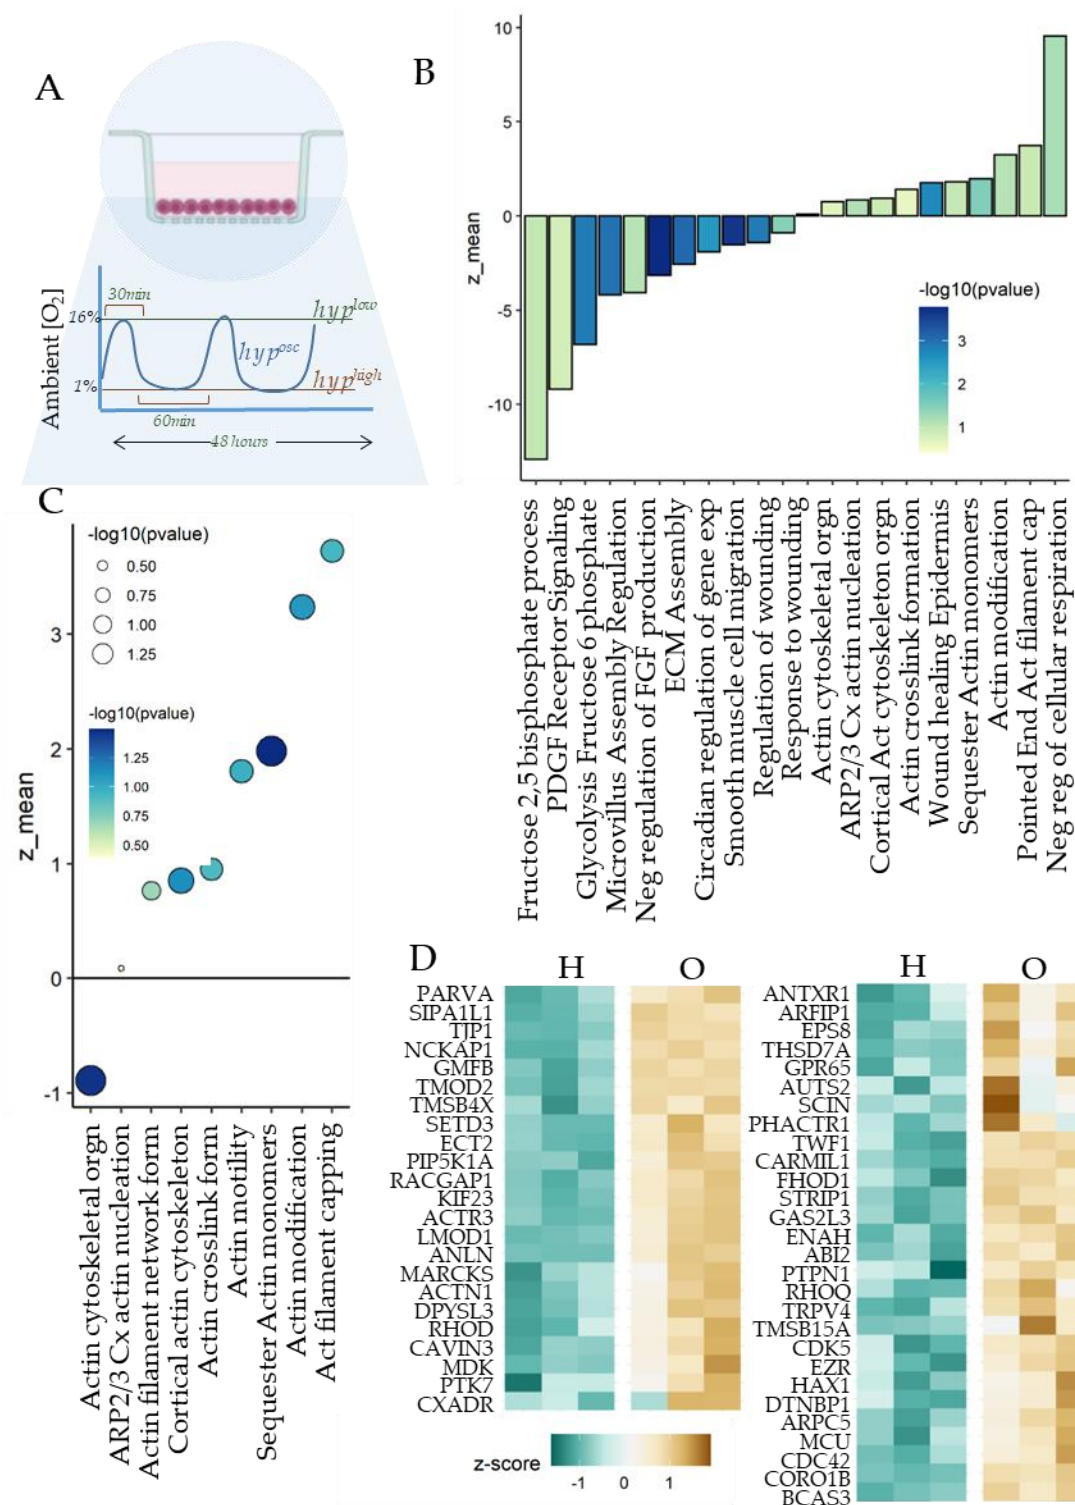 A
30min
16%
hyp^low
hyp^osc
1%
hyp^high
60min
48 hours
Ambient [O2]
B
10
5
0
-5
-10
z_mean
-log10(pvalue)
3
2
1
Fructose 2,5 bisphosphate process
PDGF Receptor Signaling
Glycolysis Fructose 6 phosphate
Microvillus Assembly Regulation
Neg regulation of FGF production
ECM Assembly
Circadian regulation of gene exp
Smooth muscle cell migration
Regulation of wounding
Response to wounding
Actin cytoskeletal orgn
ARP2/3 Cx actin nucleation
Cortical Act cytoskeleton orgn
Actin crosslink formation
Wound healing Epidermis
Sequester Actin monomers
Actin modification
Pointed End Act filament cap
Neg reg of cellular respiration
C
-log10(pvalue)
0.50
0.75
1.00
1.25
-log10(pvalue)
1.25
1.00
0.75
0.50
3
2
1
0
-1
z_mean
Actin cytoskeletal orgn
ARP2/3 Cx actin nucleation
Actin filament network form
Cortical actin cytoskeleton
Actin crosslink form
Actin motility
Sequester Actin monomers
Actin modification
Act filament capping
D
H O
PARVA
SIPA1L1
TJP1
NCKAP1
GMFB
TMOD2
TMSB4X
SETD3
ECT2
PIP5K1A
RACGAP1
KIF23
ACTR3
LMOD1
ANLN
MARCKS
ACTN1
DPYSL3
RHOD
CAVIN3
MDK
PTK7
CXADR
z-score
-1 0 1
H O
ANTXR1
ARFIP1
EPS8
THSD7A
GPR65
AUTS2
SCIN
PHACTR1
TWF1
CARMIL1
FHOD1
STRIP1
GAS2L3
ENAH
ABI2
PTPN1
RHOQ
TRPV4
TMSB15A
CDK5
EZR
HAX1
DTNBP1
ARPC5
MCU
CDC42
CORO1B
BCAS3